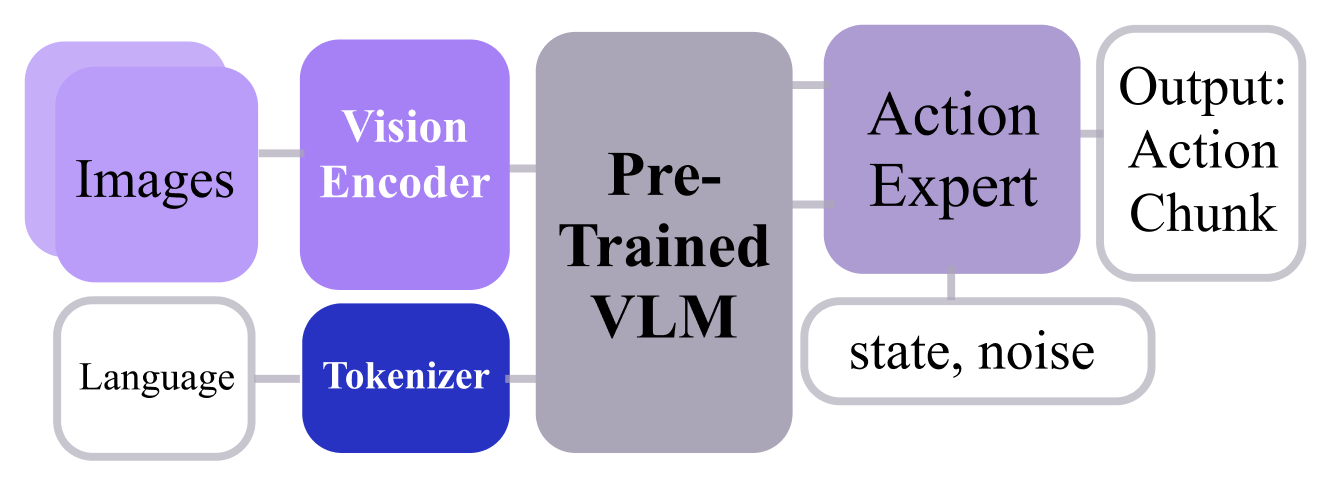 Images
Vision
Encoder
Language
Tokenizer
Pre-
Trained
VLM
Action
Expert
state, noise
Output:
Action
Chunk